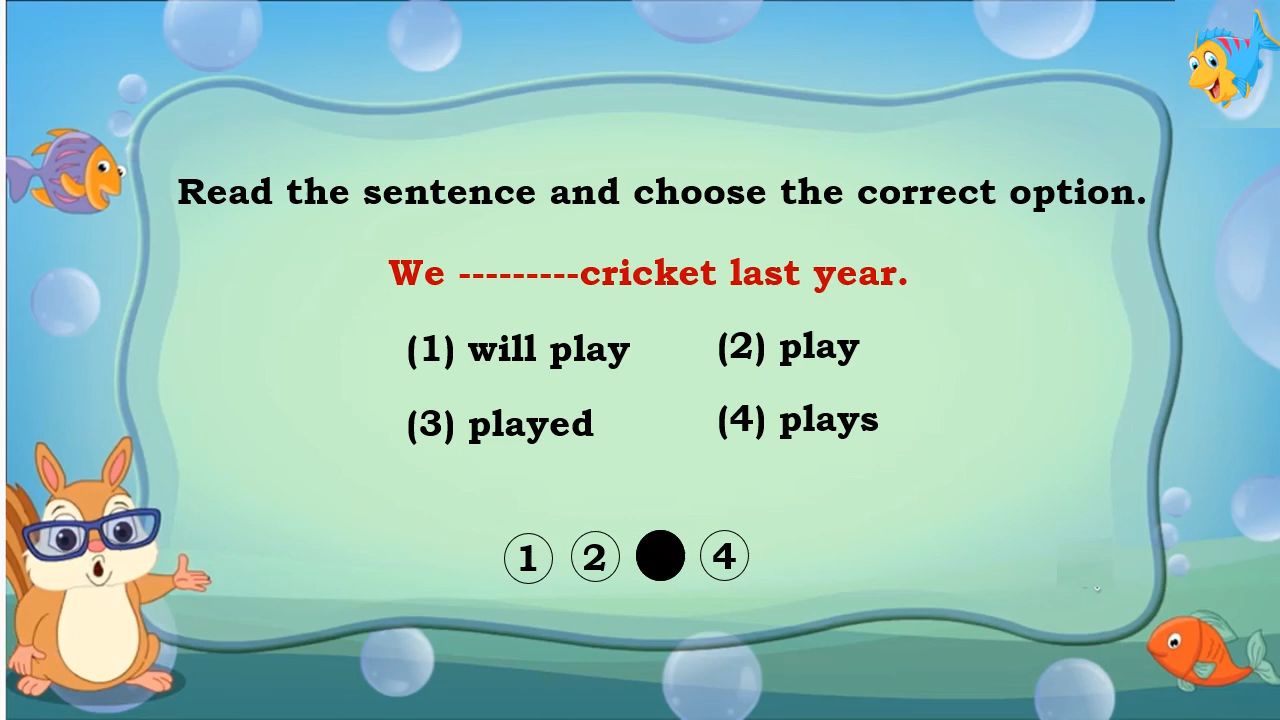 Read the sentence and choose the correct option.
We ---------cricket last year.
(1) will play (2) play
(3) played (4) plays
1 2 4